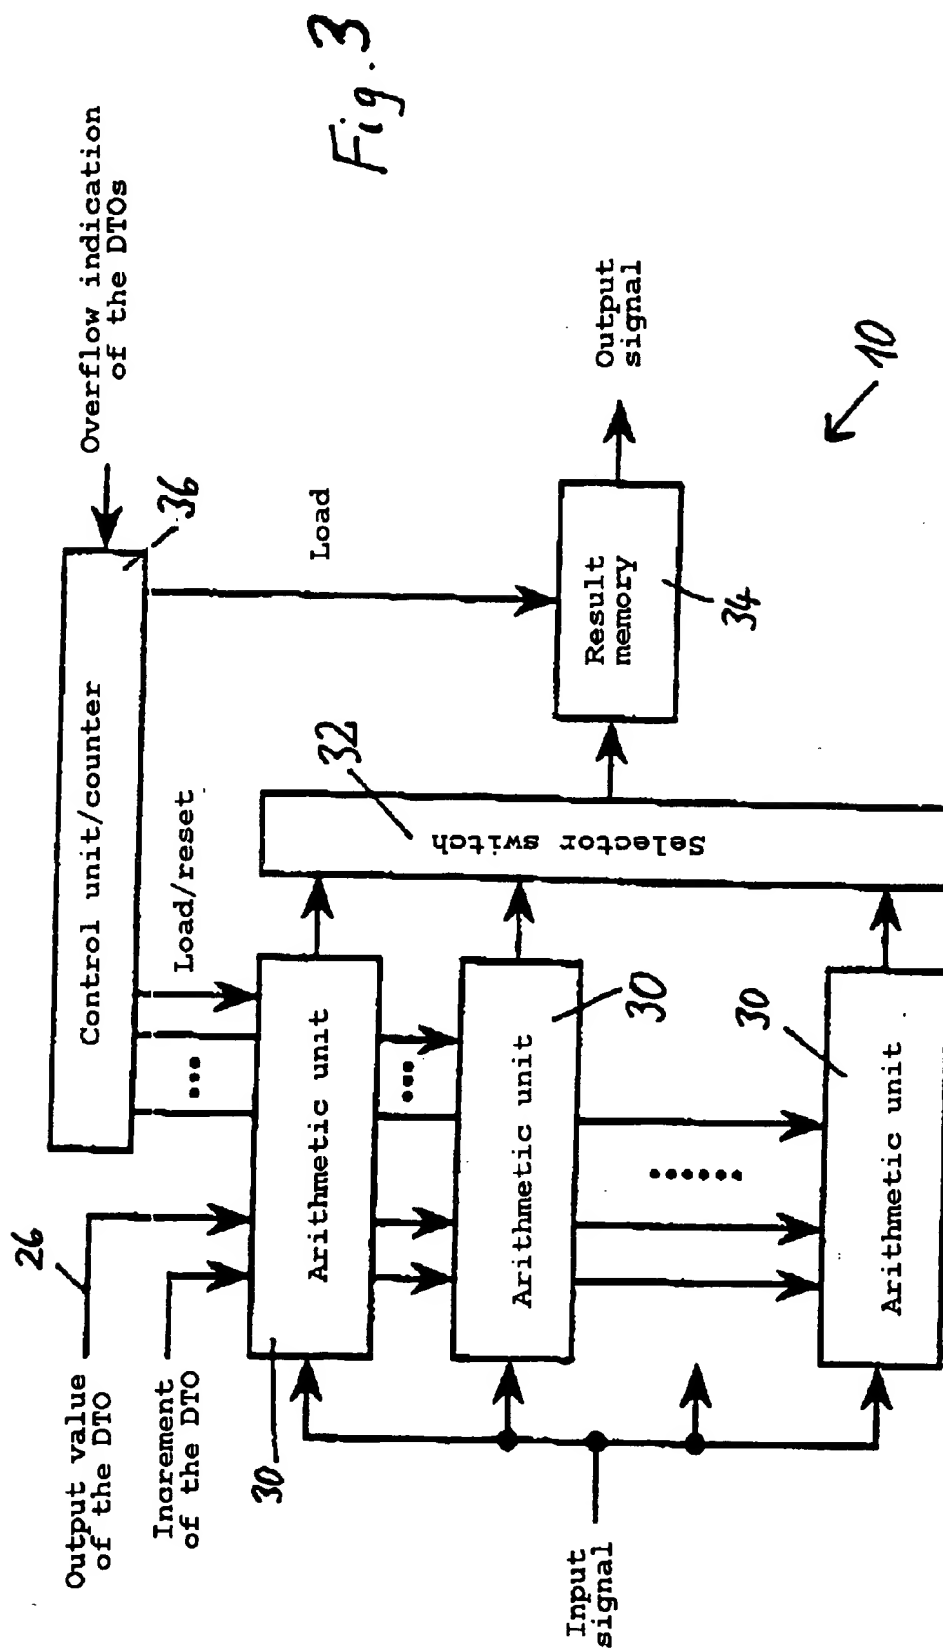 Overflow indication
of the DTOs
Control unit/counter
36
26
Output value
of the DTO
Increment
of the DTO
Load/reset
Load
30
Arithmetic unit
Arithmetic unit
30
Arithmetic unit
30
Selector switch
32
Result
memory
34
Output
signal
Input
signal
10
Fig. 3